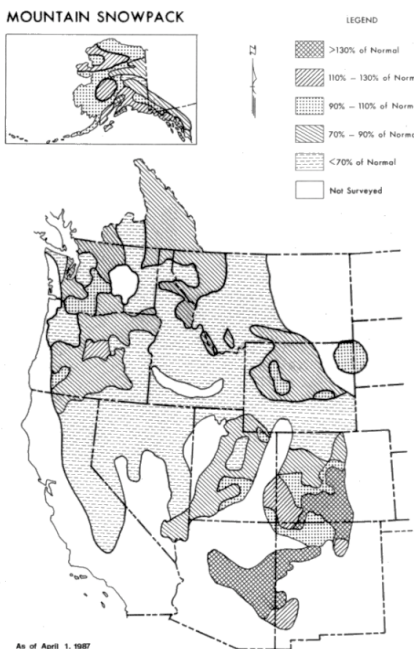 MOUNTAIN SNOWPACK
LEGEND
>130% of Normal
110% – 130% of Norm
90% – 110% of Norma
70% – 90% of Normal
<70% of Normal
Not Surveyed
As of April 1, 1987